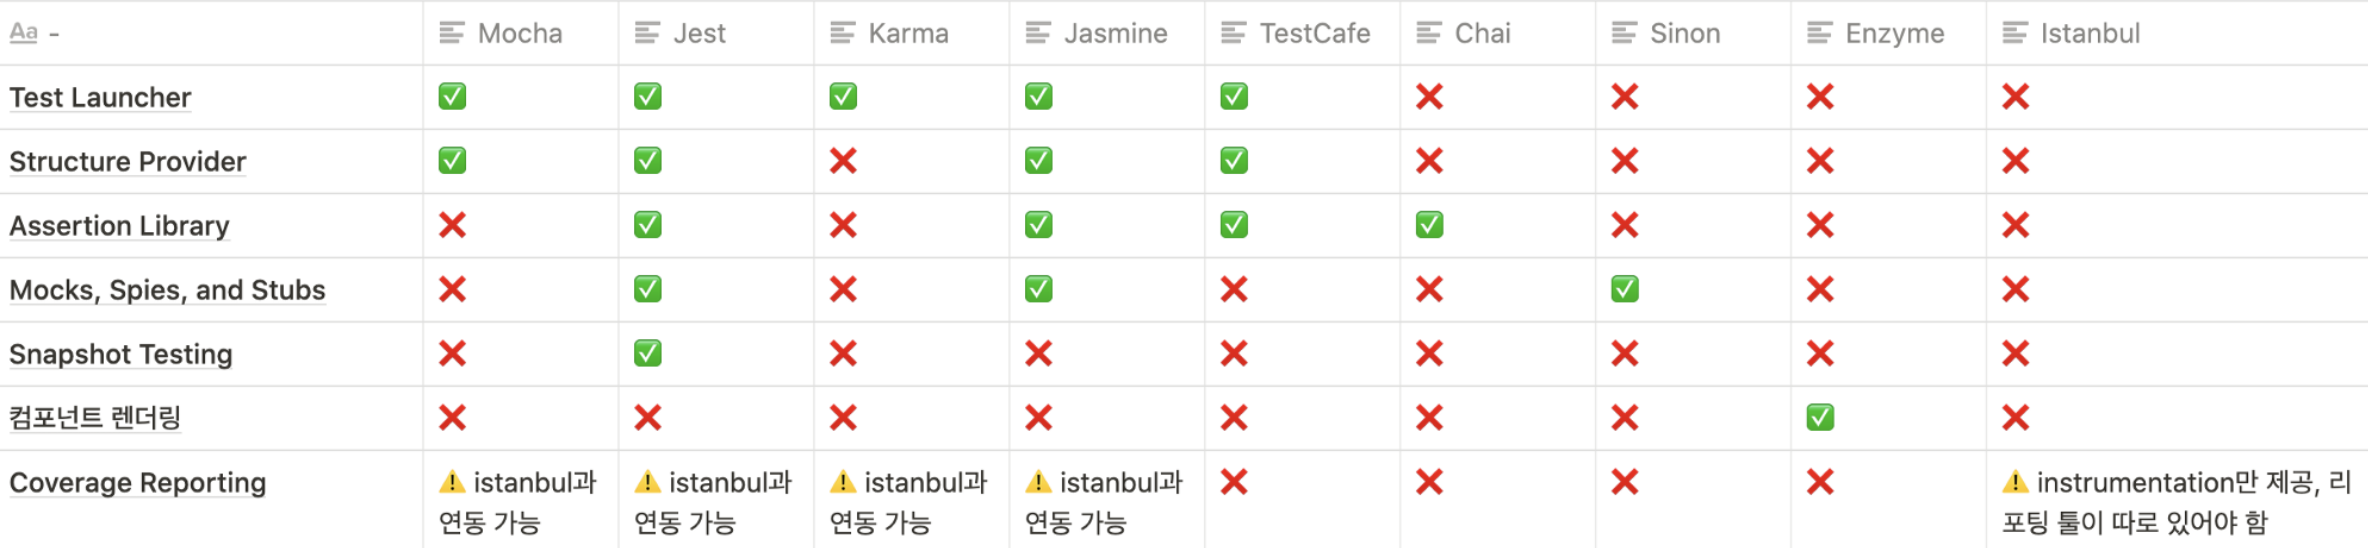 Aa - Mocha Jest Karma Jasmine TestCafe Chai Sinon Enzyme Istanbul
Test Launcher ✅ ✅ ✅ ✅ ✅ ❌ ❌ ❌ ❌
Structure Provider ✅ ✅ ❌ ✅ ✅ ❌ ❌ ❌ ❌
Assertion Library ❌ ✅ ❌ ✅ ✅ ✅ ❌ ❌ ❌
Mocks, Spies, and Stubs ❌ ✅ ❌ ✅ ❌ ❌ ✅ ❌ ❌
Snapshot Testing ❌ ✅ ❌ ❌ ❌ ❌ ❌ ❌ ❌
컴포넌트 렌더링 ❌ ❌ ❌ ❌ ❌ ❌ ❌ ✅ ❌
Coverage Reporting ⚠️ istanbul과 ⚠️ istanbul과 ⚠️ istanbul과 ⚠️ istanbul과 ❌ ❌ ❌ ❌ ⚠️ instrumentation만 제공, 리
연동 가능 연동 가능 연동 가능 연동 가능 포팅 툴이 따로 있어야 함